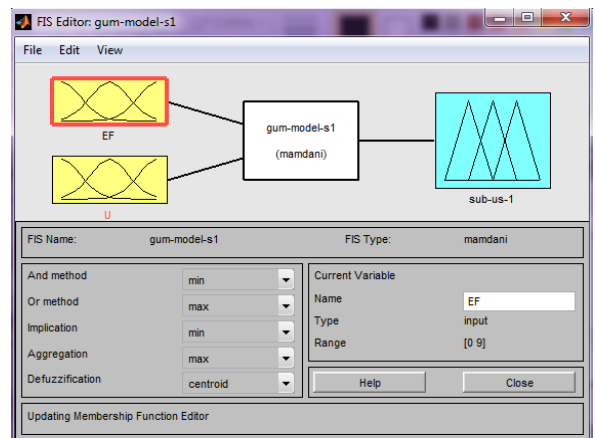 FIS Editor: gum-model-s1
File Edit View
EF
U
gum-model-s1
(mamdani)
sub-us-1
FIS Name: gum-model-s1 FIS Type: mamdani
And method min
Or method max
Implication min
Aggregation max
Defuzzification centroid
Current Variable
Name EF
Type input
Range [0 9]
Help Close
Updating Membership Function Editor